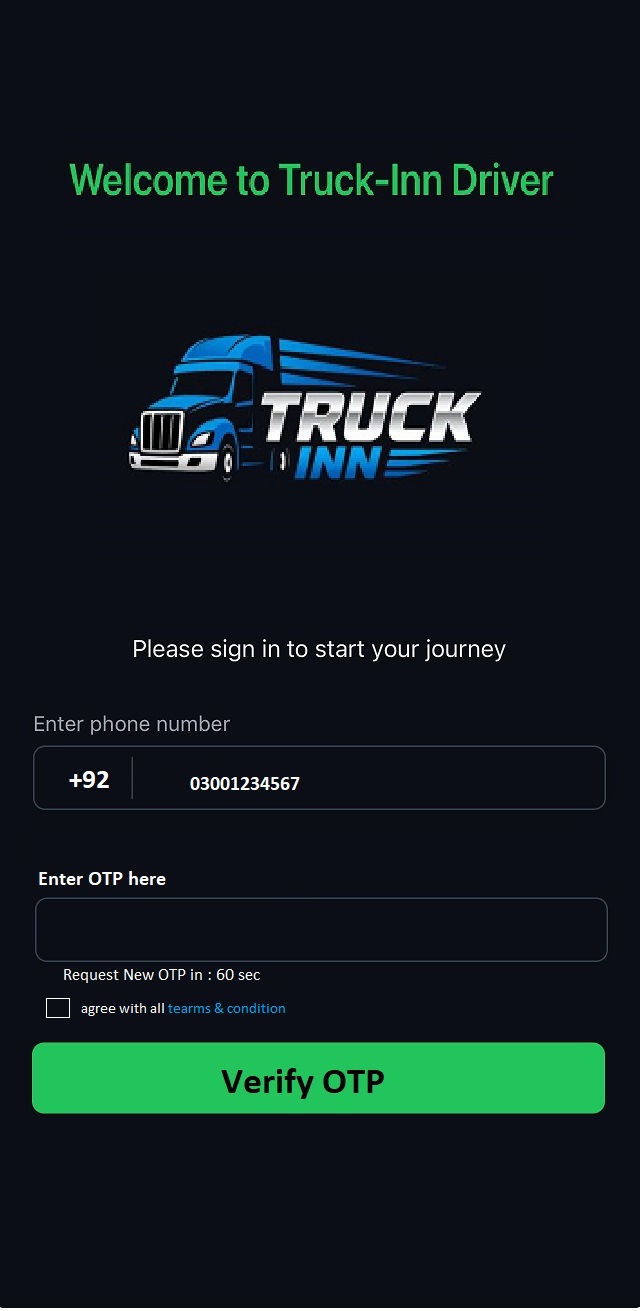 Welcome to Truck-Inn Driver
TRUCK
INN
Please sign in to start your journey
Enter phone number
+92 03001234567
Enter OTP here
Request New OTP in : 60 sec
agree with all tearms & condition
Verify OTP